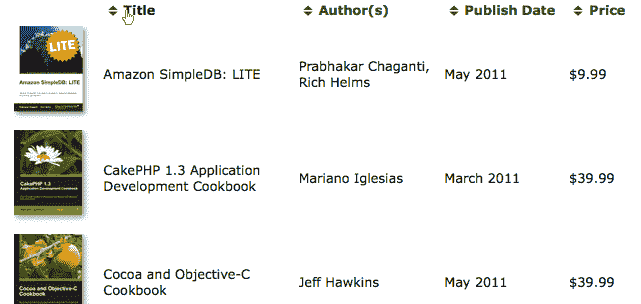 Title Author(s) Publish Date Price
LITE
Amazon SimpleDB: LITE
Amazon SimpleDB: LITE
Prabhakar Chaganti,
Rich Helms
May 2011
$9.99
CakePHP 1.3
Application Development Cookbook
CakePHP 1.3 Application
Development Cookbook
Mariano Iglesias
March 2011
$39.99
Cocoa and Objective-C
Cookbook
Cocoa and Objective-C
Cookbook
Jeff Hawkins
May 2011
$39.99